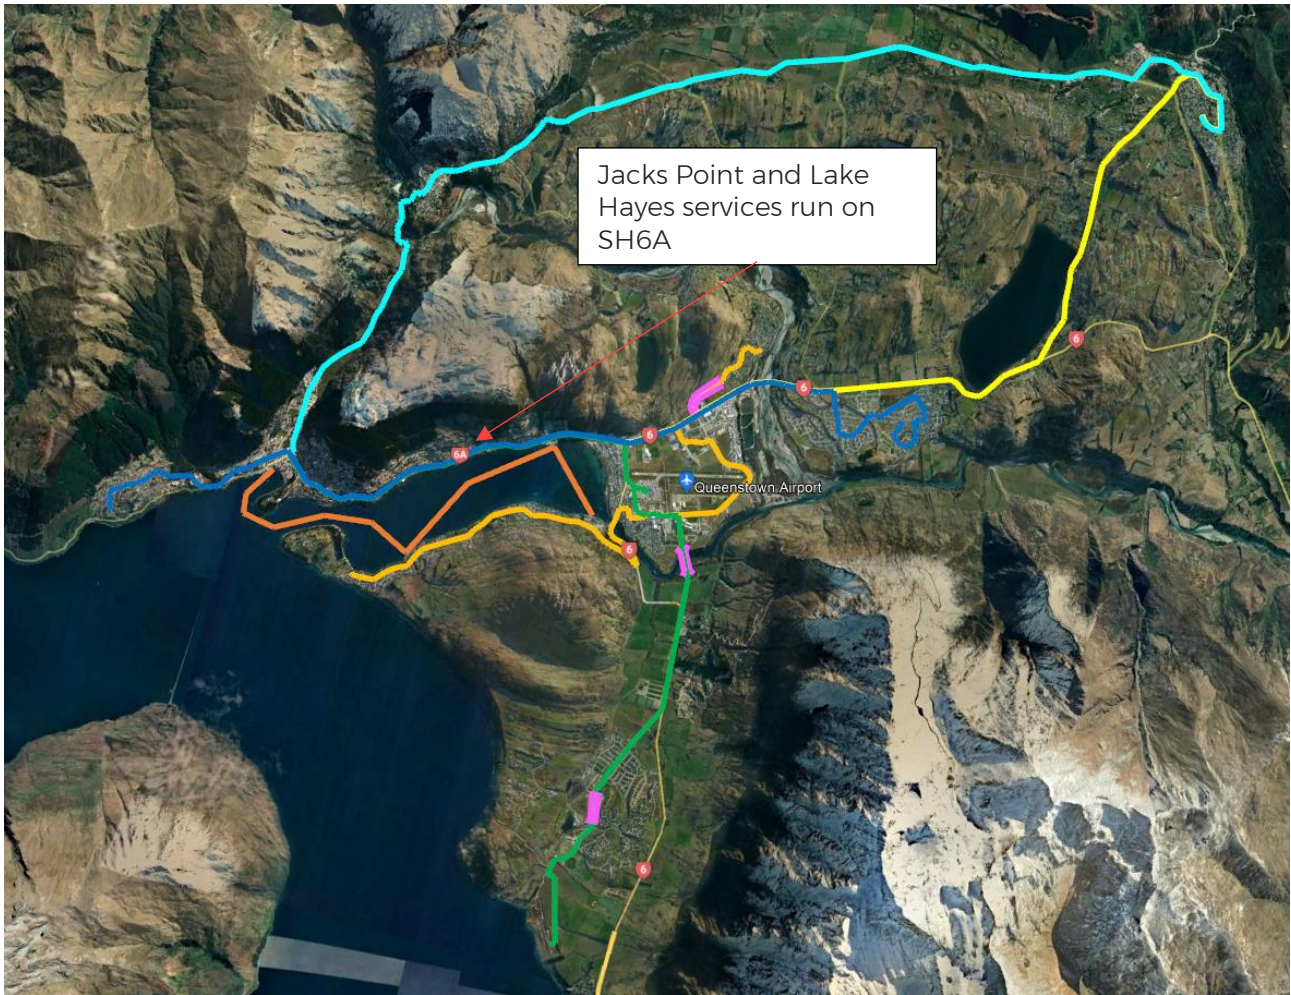 Jacks Point and Lake
Hayes services run on
SH6A
6
6
6
6A
Queenstown Airport
6
6